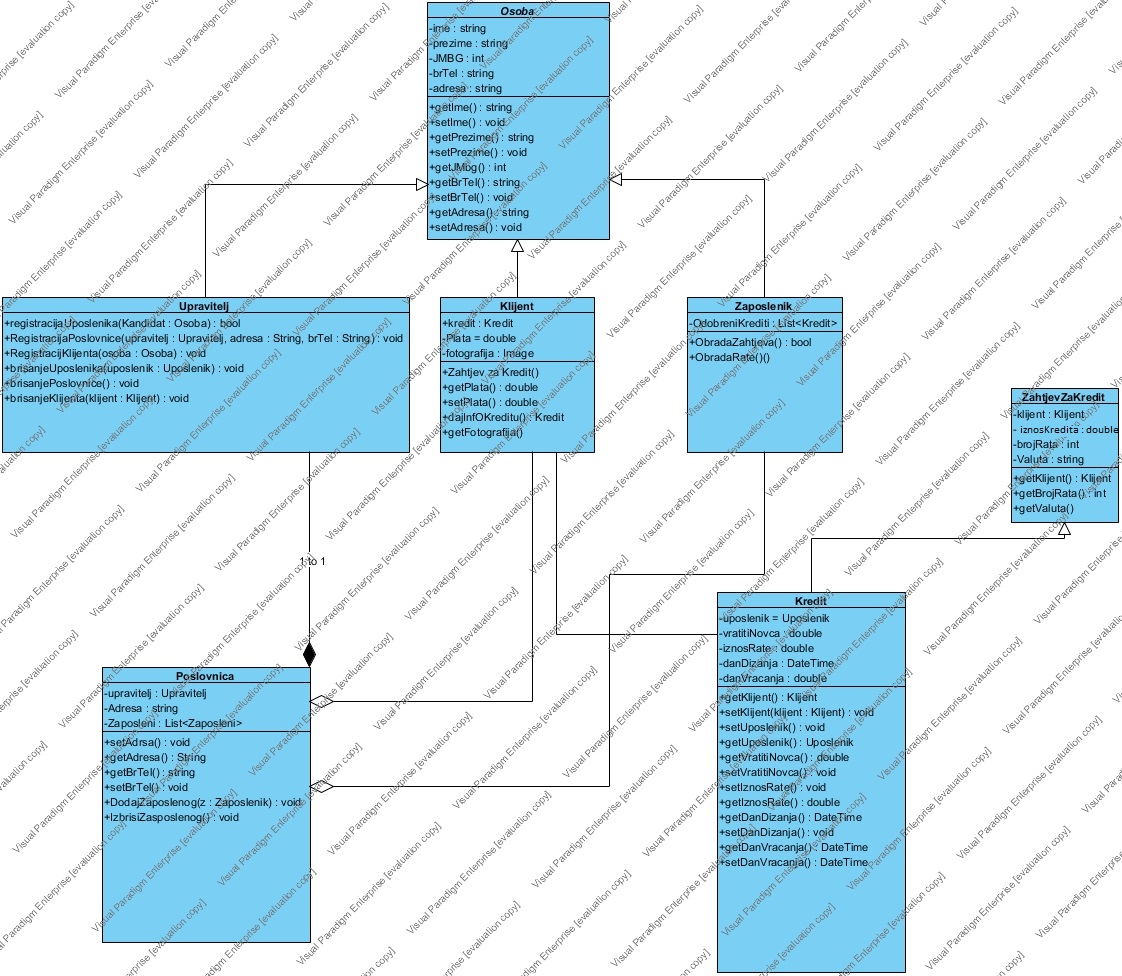 Osoba
-ime : string
-prezime : string
-JMBG : int
-brTel : string
-adresa : string
+getIme() : string
+setIme() : void
+getPrezime() : string
+setPrezime() : void
+getJMbg() : int
+getBrTel() : string
+setBrTel() : void
+getAdresa() : string
+setAdresa() : void
Upravitelj
+registracijaUposlenika(Kandidat : Osoba) : bool
+RegistracijaPoslovnice(upravitelj : Upravitelj, adresa : String, brTel : String) : void
+RegistracijKlijenta(osoba : Osoba) : void
+brisanjeUposlenika(uposlenik : Uposlenik) : void
+brisanjePoslovnice() : void
+brisanjeKlijenta(klijent : Klijent) : void
Klijent
+kredit : Kredit
-Plata = double
-fotografija : Image
+Zahtjev za Kredit()
+getPlata() : double
+setPlata() : double
+dajInfOKreditu() : Kredit
+getFotografija()
Zaposlenik
-OdobreniKrediti : List<Kredit>
+ObradaZahtjeva() : bool
+ObradaRate()()
ZahtjevZaKredit
-klijent : Klijent
- iznosKredita : double
-brojRata : int
-Valuta : string
+getKlijent() : Klijent
+getBrojRata() : int
+getValuta()
1 to 1
Kredit
-uposlenik = Uposlenik
-vratitiNovca : double
-iznosRate : double
-danDizanja : DateTime
-danVracanja : double
+getKlijent() : Klijent
+setKlijent(klijent : Klijent) : void
+setUposlenik() : void
+getUposlenik() : Uposlenik
+getVratitiNovca() : double
+setVratitiNovca() : void
+setIznosRate() : void
+getIznosRate() : double
+getDanDizanja() : DateTime
+setDanDizanja() : void
+getDanVracanja() : DateTime
+setDanVracanja() : DateTime
Poslovnica
-upravitelj : Upravitelj
-Adresa : string
-Zaposleni : List<Zaposleni>
+setAdrsa() : void
+getAdresa() : String
+getBrTel() : string
+setBrTel() : void
+DodajZaposlenog(z : Zaposlenik) : void
+IzbrisiZasposlenog() : void
Visual Paradigm Enterprise [evaluation copy]